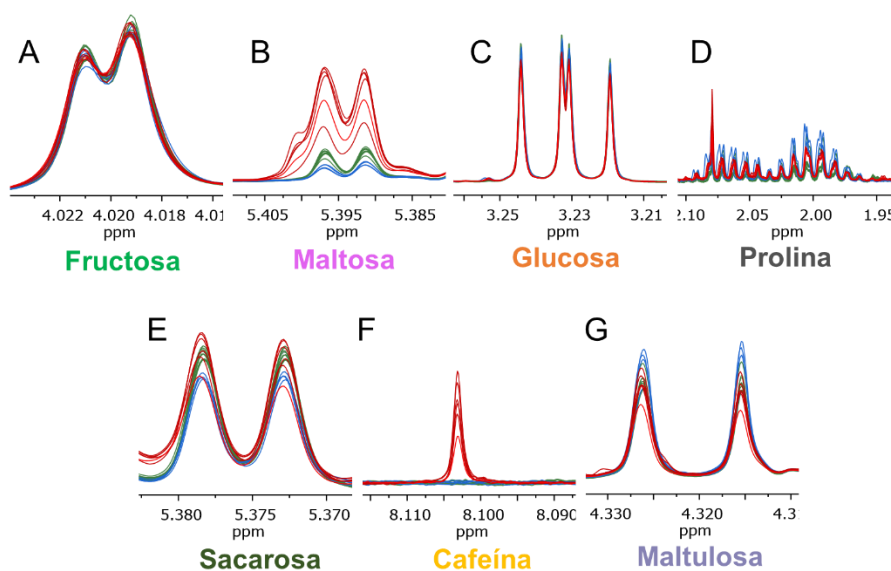 A
B
C
D
4.022 4.020 4.018 4.01
5.405 5.395 5.385
3.25 3.23 3.21
2.10 2.05 2.00 1.95
ppm
ppm
ppm
ppm
Fructosa
Maltosa
Glucosa
Prolina
E
F
G
5.380 5.375 5.370
8.110 8.100 8.090
4.330 4.320 4.31
ppm
ppm
ppm
Sacarosa
Cafeína
Maltulosa